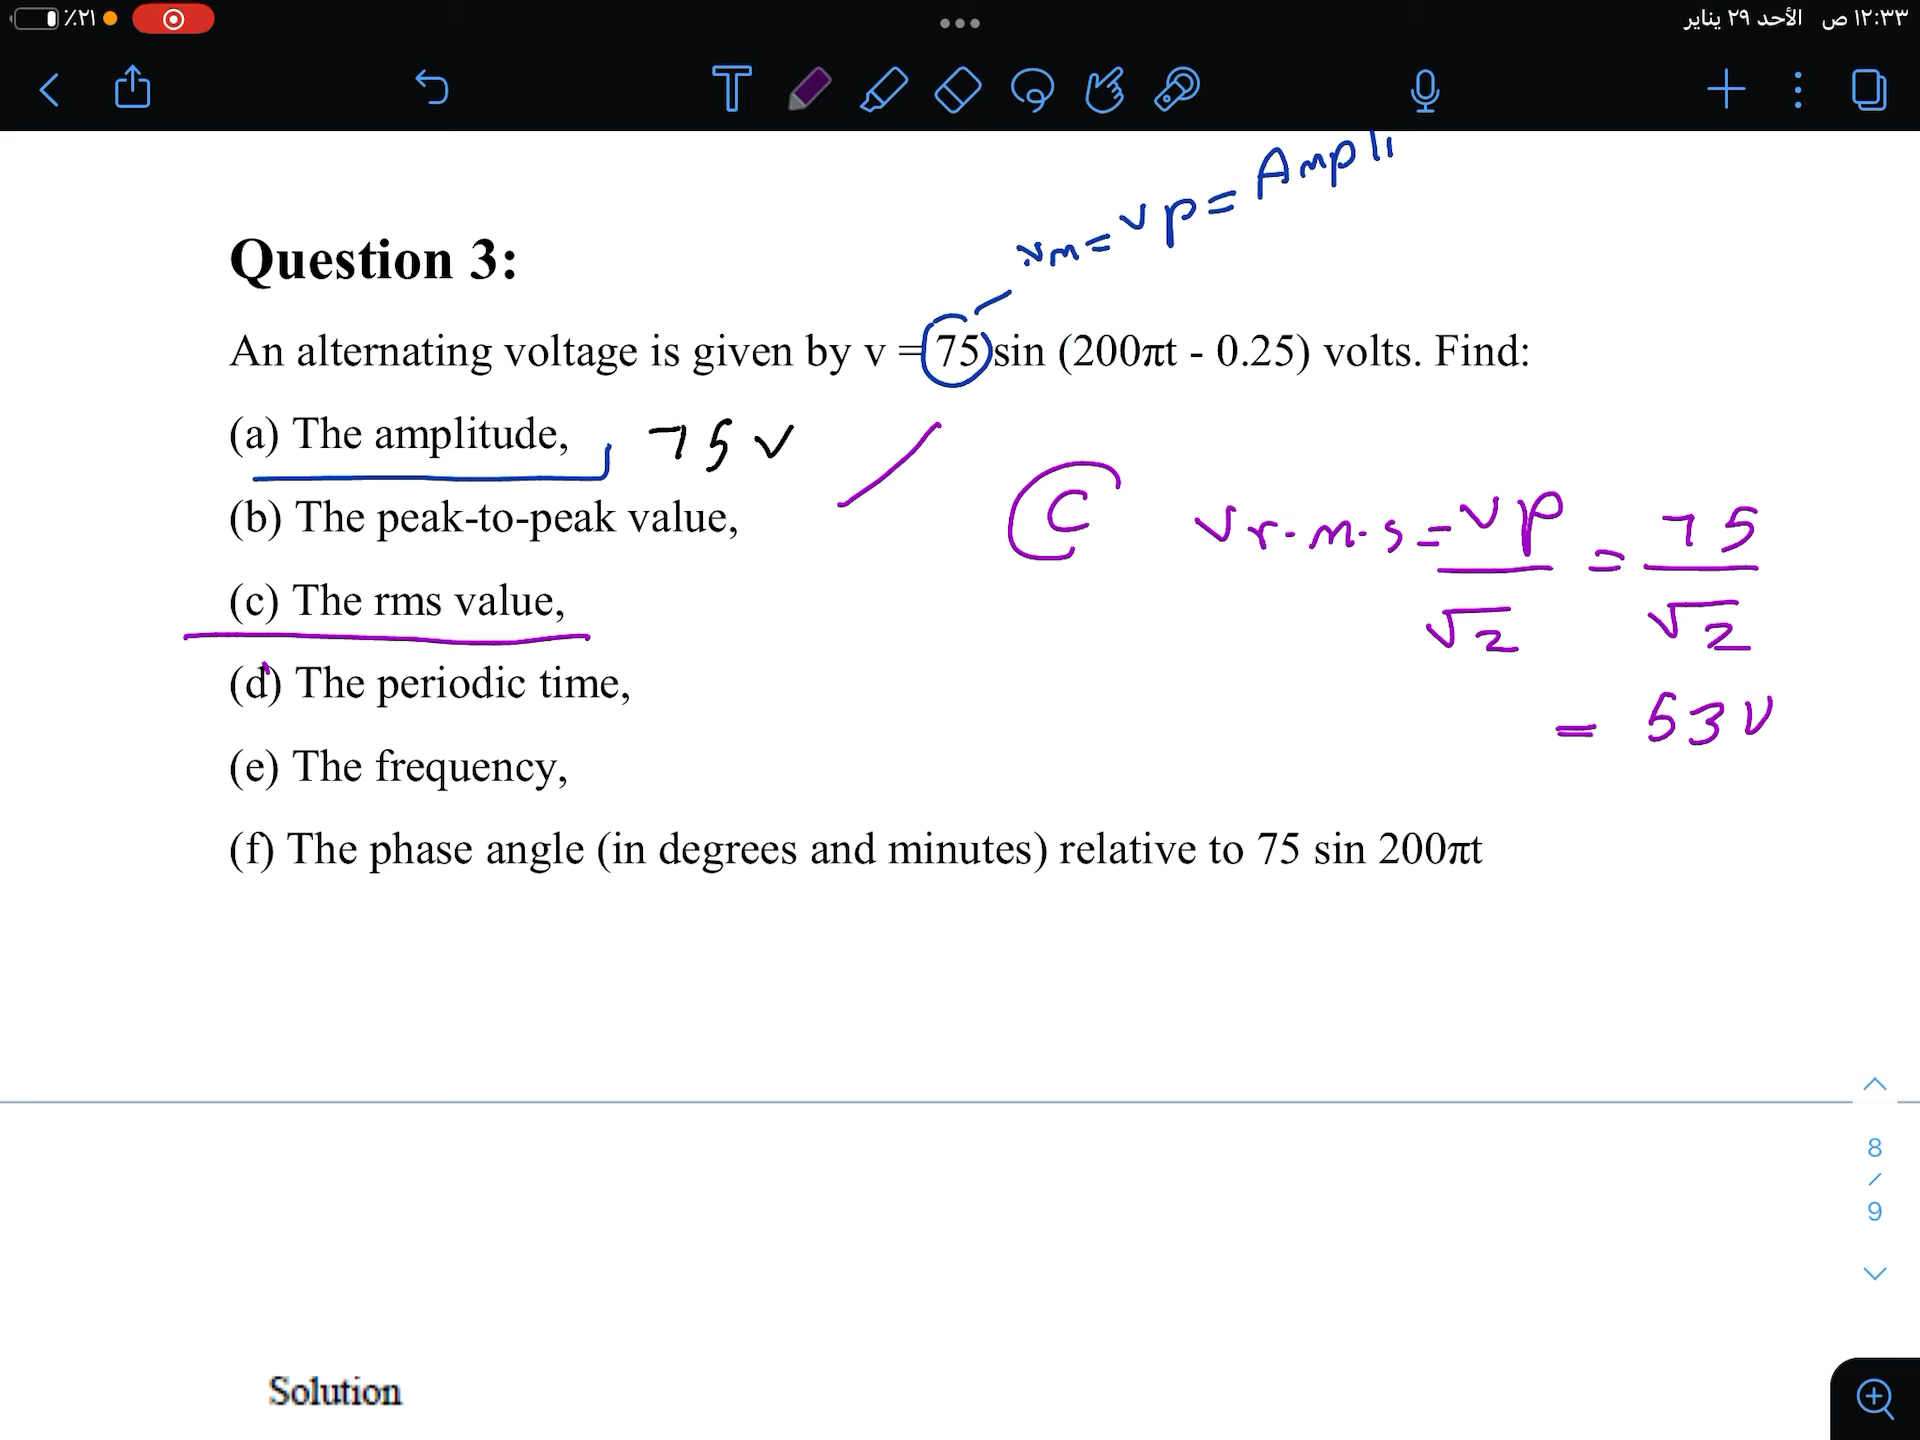 ٪٢١
١٢:٣٣ ص الأحد ٢٩ يناير
Vm = Vp = Ampli
Question 3:
An alternating voltage is given by v = 75 sin (200πt - 0.25) volts. Find:
(a) The amplitude, 75 V
(b) The peak-to-peak value,
C Vr.m.s = Vp/√2 = 75/√2
(c) The rms value,
= 53 V
(d) The periodic time,
(e) The frequency,
(f) The phase angle (in degrees and minutes) relative to 75 sin 200πt
8
/
9
Solution